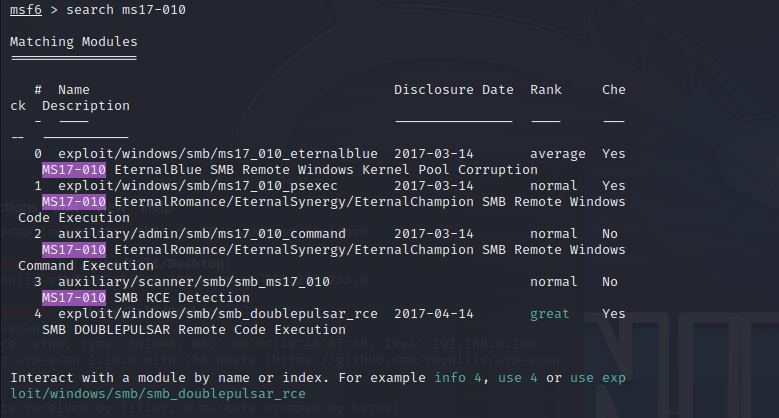 msf6 > search ms17-010
Matching Modules
================
# Name Disclosure Date Rank Che
ck Description
- ---- --------------- ---- ---
-- -----------
0 exploit/windows/smb/ms17_010_eternalblue 2017-03-14 average Yes
MS17-010 EternalBlue SMB Remote Windows Kernel Pool Corruption
1 exploit/windows/smb/ms17_010_psexec 2017-03-14 normal Yes
MS17-010 EternalRomance/EternalSynergy/EternalChampion SMB Remote Windows
Code Execution
2 auxiliary/admin/smb/ms17_010_command 2017-03-14 normal No
MS17-010 EternalRomance/EternalSynergy/EternalChampion SMB Remote Windows
Command Execution
3 auxiliary/scanner/smb/smb_ms17_010 normal No
MS17-010 SMB RCE Detection
4 exploit/windows/smb/smb_doublepulsar_rce 2017-04-14 great Yes
SMB DOUBLEPULSAR Remote Code Execution
Interact with a module by name or index. For example info 4, use 4 or use exp
loit/windows/smb/smb_doublepulsar_rce